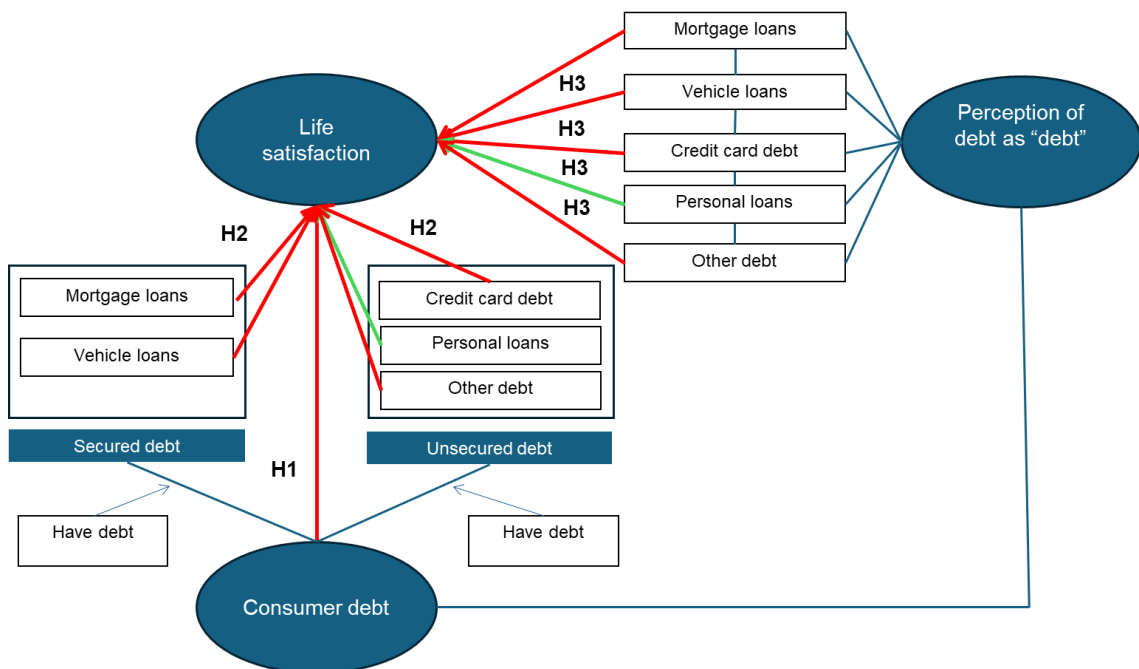 Mortgage loans
H3
Vehicle loans
Life
satisfaction
H3
Credit card debt
Perception of
debt as “debt”
H3
Personal loans
H3
Other debt
H2
H2
Mortgage loans
Vehicle loans
Credit card debt
Personal loans
Other debt
Secured debt
Unsecured debt
H1
Have debt
Have debt
Consumer debt